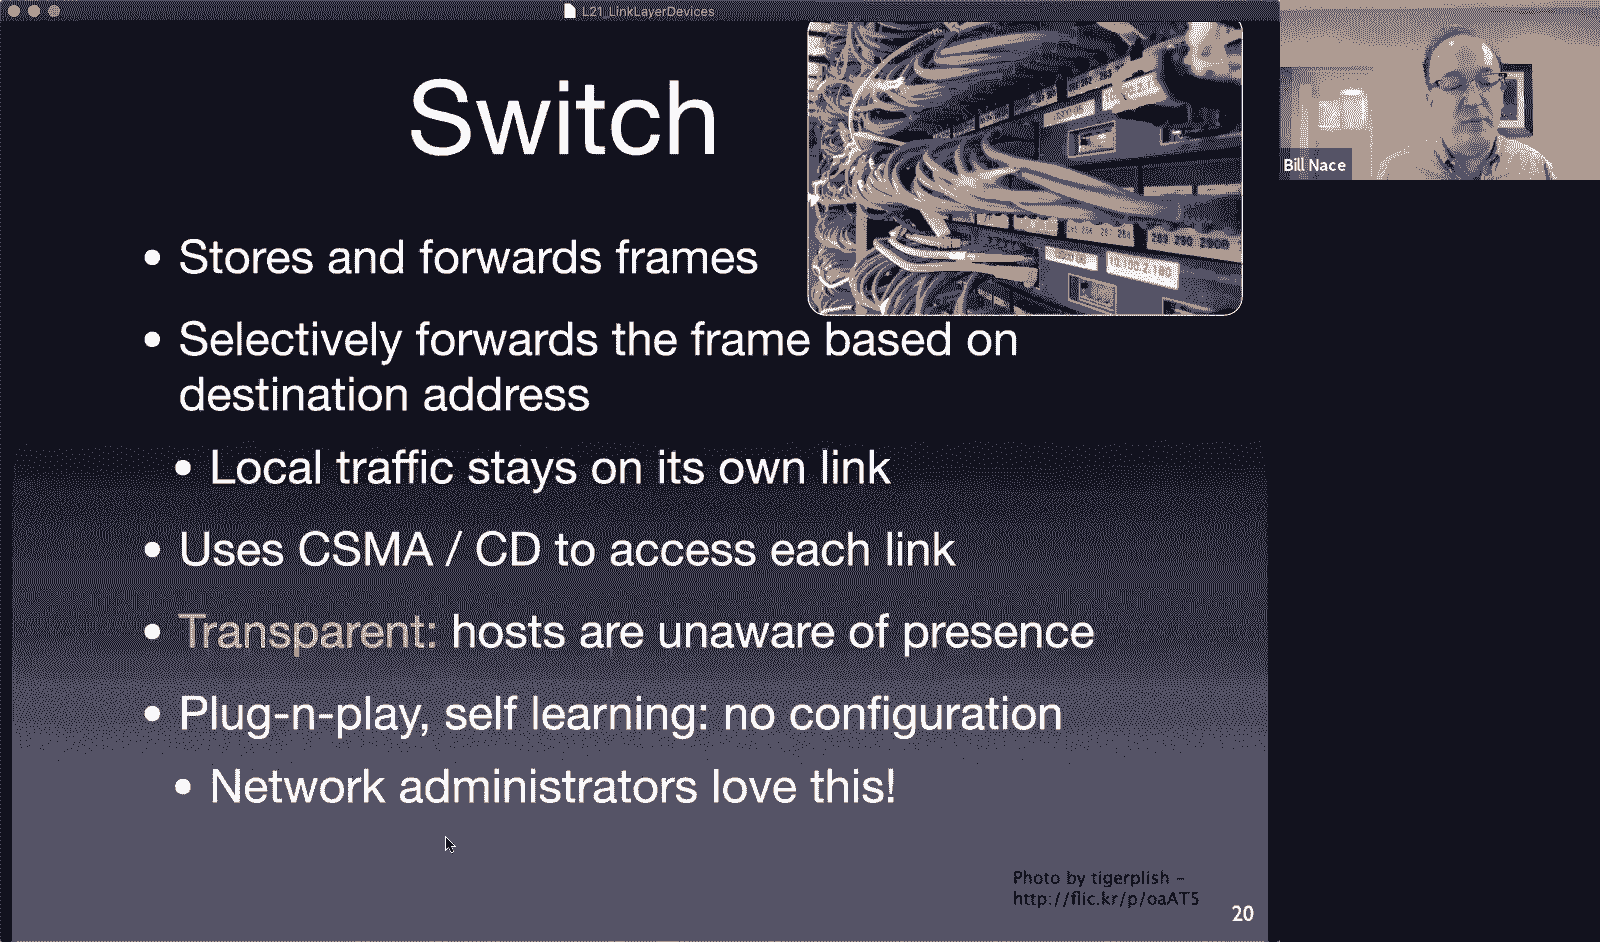 L21_LinkLayerDevices
Switch
• Stores and forwards frames
• Selectively forwards the frame based on
destination address
• Local traffic stays on its own link
• Uses CSMA / CD to access each link
• Transparent: hosts are unaware of presence
• Plug-n-play, self learning: no configuration
• Network administrators love this!
Photo by tigerplish –
http://flic.kr/p/oaAT5
20
Bill Nace